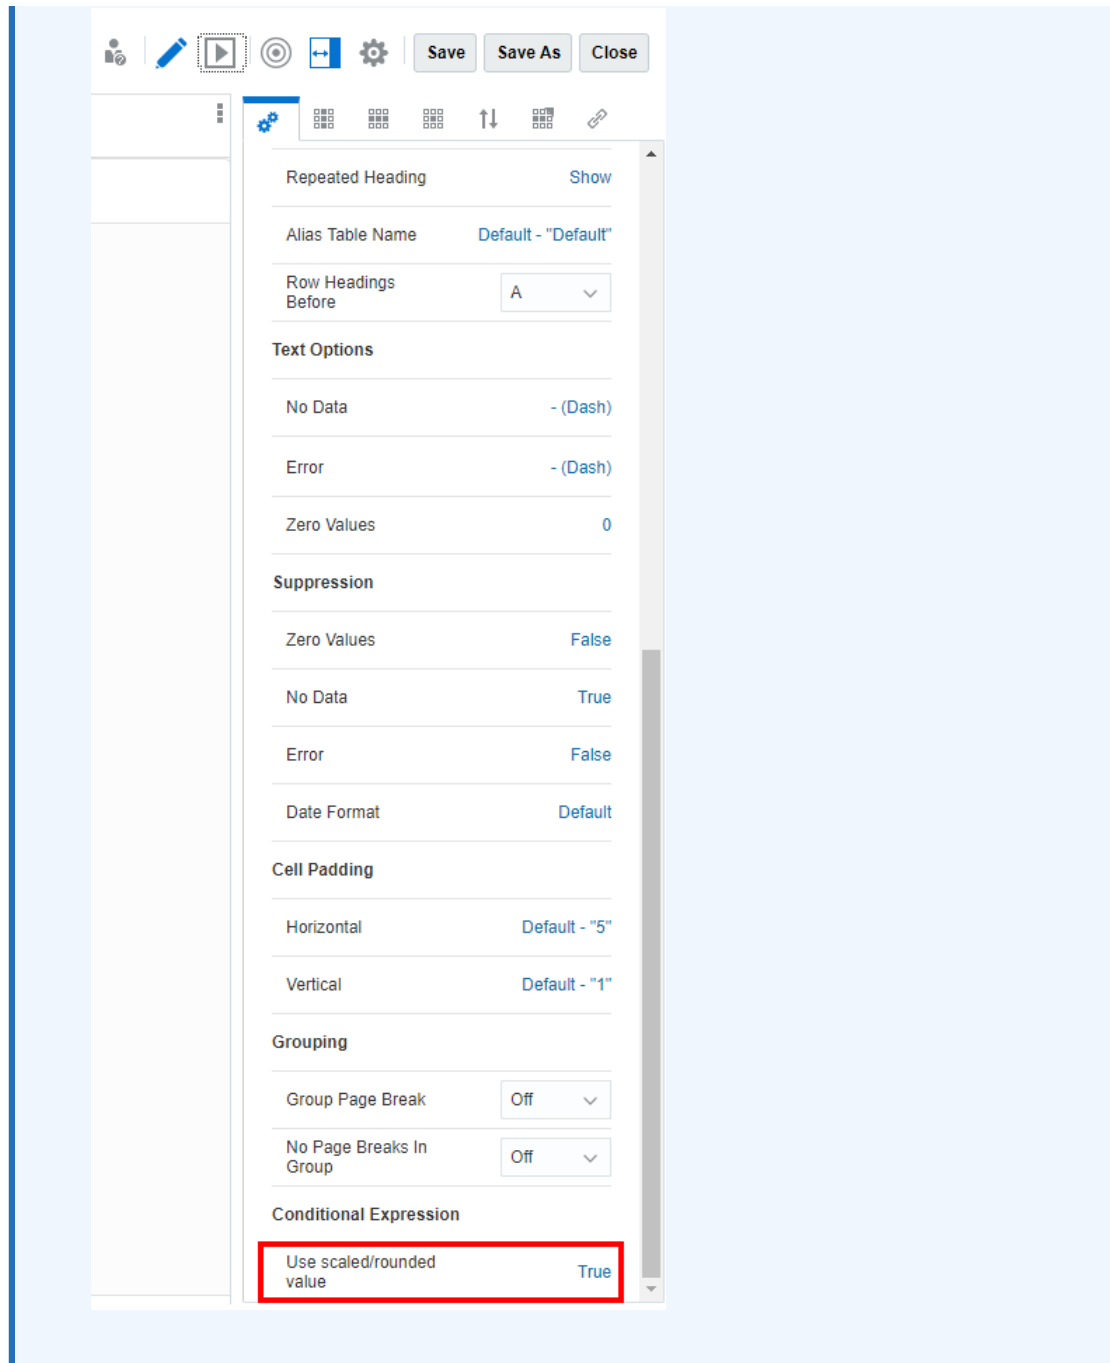 Save Save As Close
Repeated Heading Show
Alias Table Name Default - "Default"
Row Headings
Before A
Text Options
No Data - (Dash)
Error - (Dash)
Zero Values 0
Suppression
Zero Values False
No Data True
Error False
Date Format Default
Cell Padding
Horizontal Default - "5"
Vertical Default - "1"
Grouping
Group Page Break Off
No Page Breaks In
Group Off
Conditional Expression
Use scaled/rounded
value True